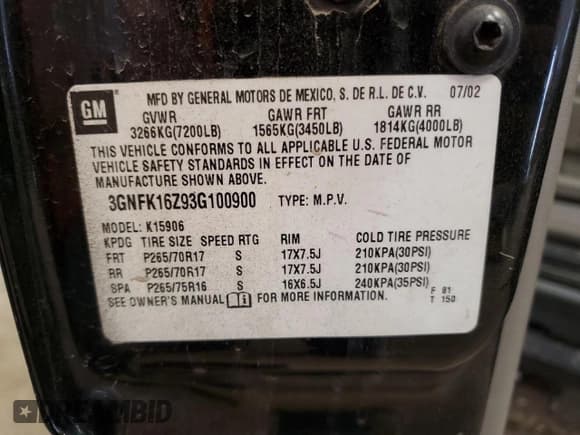 GM
MFD BY GENERAL MOTORS DE MEXICO, S. DE R.L. DE C.V. 07/02
GVWR GAWR FRT GAWR RR
3266KG(7200LB) 1565KG(3450LB) 1814KG(4000LB)
THIS VEHICLE CONFORMS TO ALL APPLICABLE U.S. FEDERAL MOTOR
VEHICLE SAFETY STANDARDS IN EFFECT ON THE DATE OF
MANUFACTURE SHOWN ABOVE.
3GNFK16Z93G100900 TYPE: M.P.V.
MODEL: K15906
KPDG TIRE SIZE SPEED RTG RIM COLD TIRE PRESSURE
FRT P265/70R17 S 17X7.5J 210KPA(30PSI)
RR P265/70R17 S 17X7.5J 210KPA(30PSI)
SPA P265/75R16 S 16X6.5J 240KPA(35PSI)
SEE OWNER'S MANUAL FOR MORE INFORMATION. F 81
T 150
DREAMBID